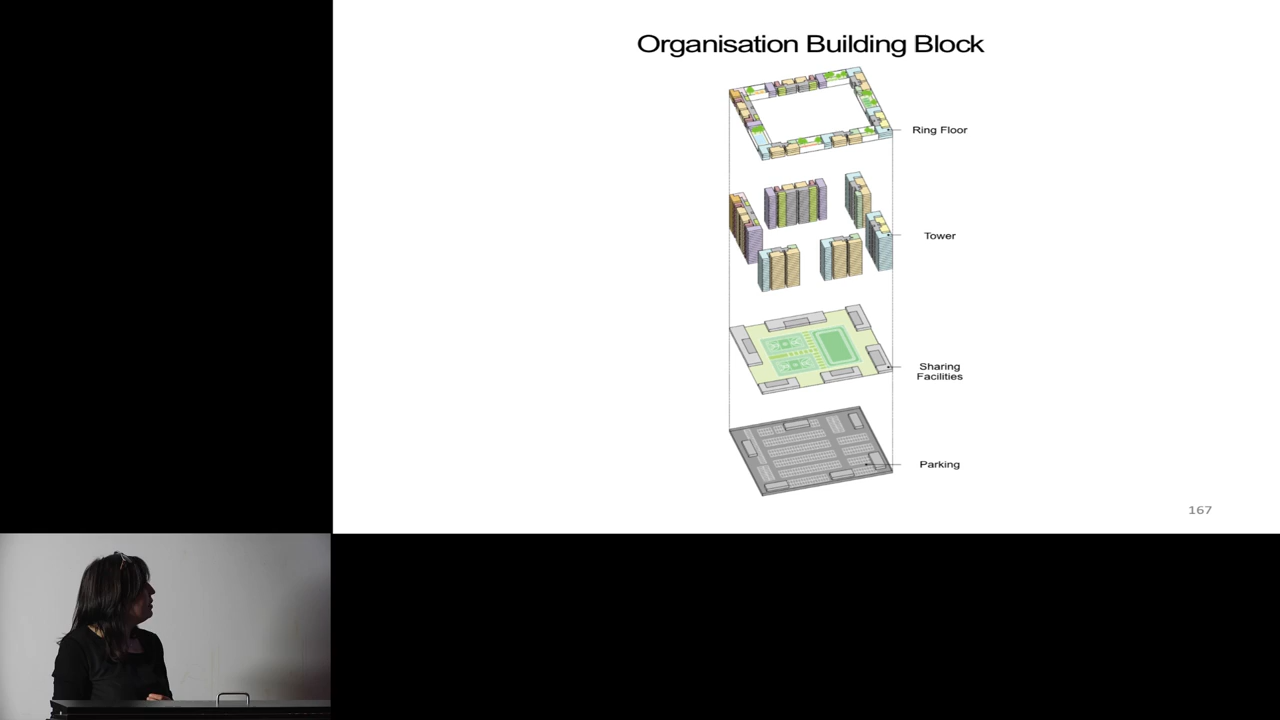 Organisation Building Block
Ring Floor
Tower
Sharing
Facilities
Parking
167